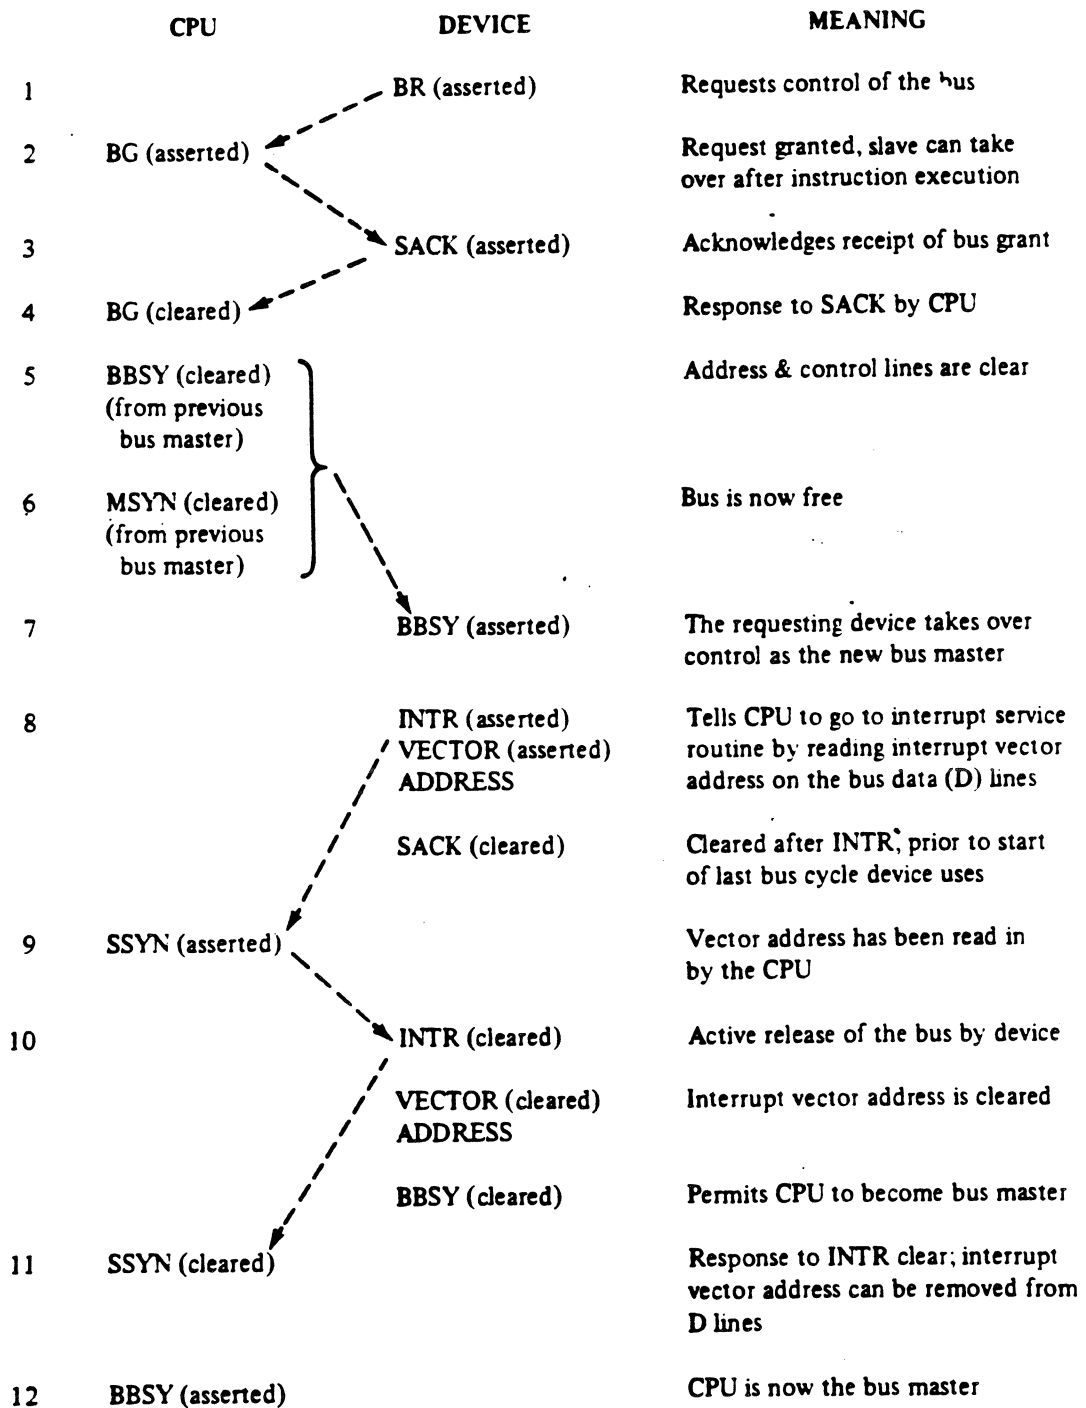 CPU DEVICE MEANING
1 BR (asserted) Requests control of the bus
2 BG (asserted) Request granted, slave can take
over after instruction execution
3 SACK (asserted) Acknowledges receipt of bus grant
4 BG (cleared) Response to SACK by CPU
5 BBSY (cleared) Address & control lines are clear
(from previous
bus master)
6 MSYN (cleared) Bus is now free
(from previous
bus master)
7 BBSY (asserted) The requesting device takes over
control as the new bus master
8 INTR (asserted) Tells CPU to go to interrupt service
VECTOR (asserted) routine by reading interrupt vector
ADDRESS address on the bus data (D) lines
SACK (cleared) Cleared after INTR, prior to start
of last bus cycle device uses
9 SSYN (asserted) Vector address has been read in
by the CPU
10 INTR (cleared) Active release of the bus by device
VECTOR (cleared) Interrupt vector address is cleared
ADDRESS
BBSY (cleared) Permits CPU to become bus master
11 SSYN (cleared) Response to INTR clear; interrupt
vector address can be removed from
D lines
12 BBSY (asserted) CPU is now the bus master